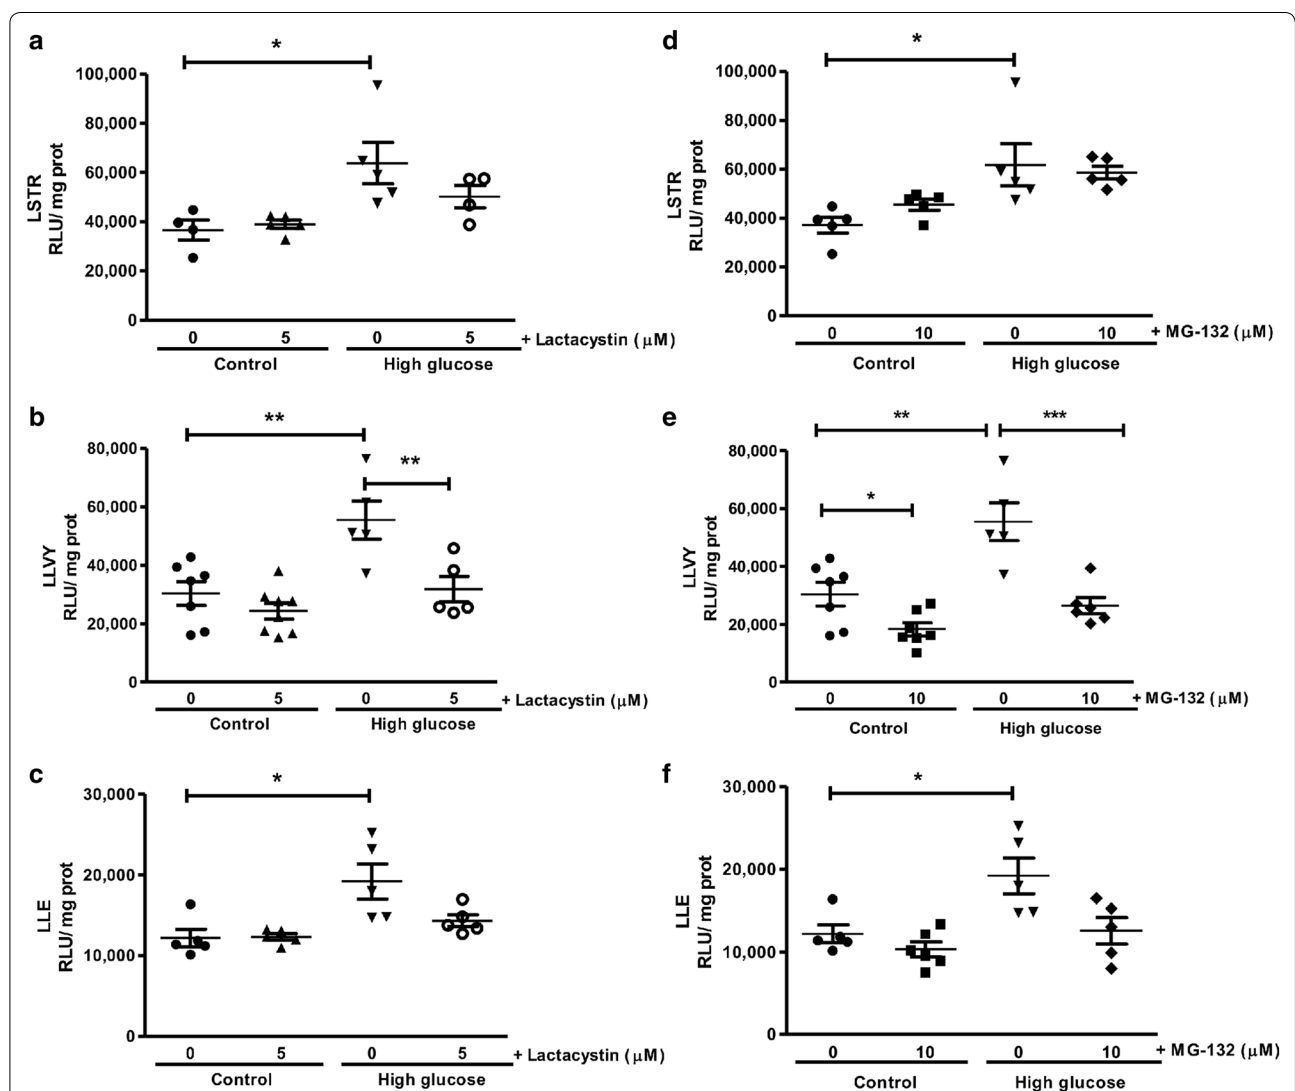 a
*
100,000
80,000
60,000
40,000
20,000
0
LSTR
RLU/ mg prot
0 5 0 5 + Lactacystin ( μM)
Control High glucose
d
*
100,000
80,000
60,000
40,000
20,000
0
LSTR
RLU/ mg prot
0 10 0 10 + MG-132 (μM)
Control High glucose
b
**
**
80,000
60,000
40,000
20,000
0
LLVY
RLU/ mg prot
0 5 0 5 + Lactacystin (μM)
Control High glucose
e
** ***
*
80,000
60,000
40,000
20,000
0
LLVY
RLU/ mg prot
0 10 0 10 + MG-132 ( μM)
Control High glucose
c
*
30,000
20,000
10,000
0
LLE
RLU/ mg prot
0 5 0 5 + Lactacystin (μM)
Control High glucose
f
*
30,000
20,000
10,000
0
LLE
RLU/ mg prot
0 10 0 10 + MG-132 (μM)
Control High glucose